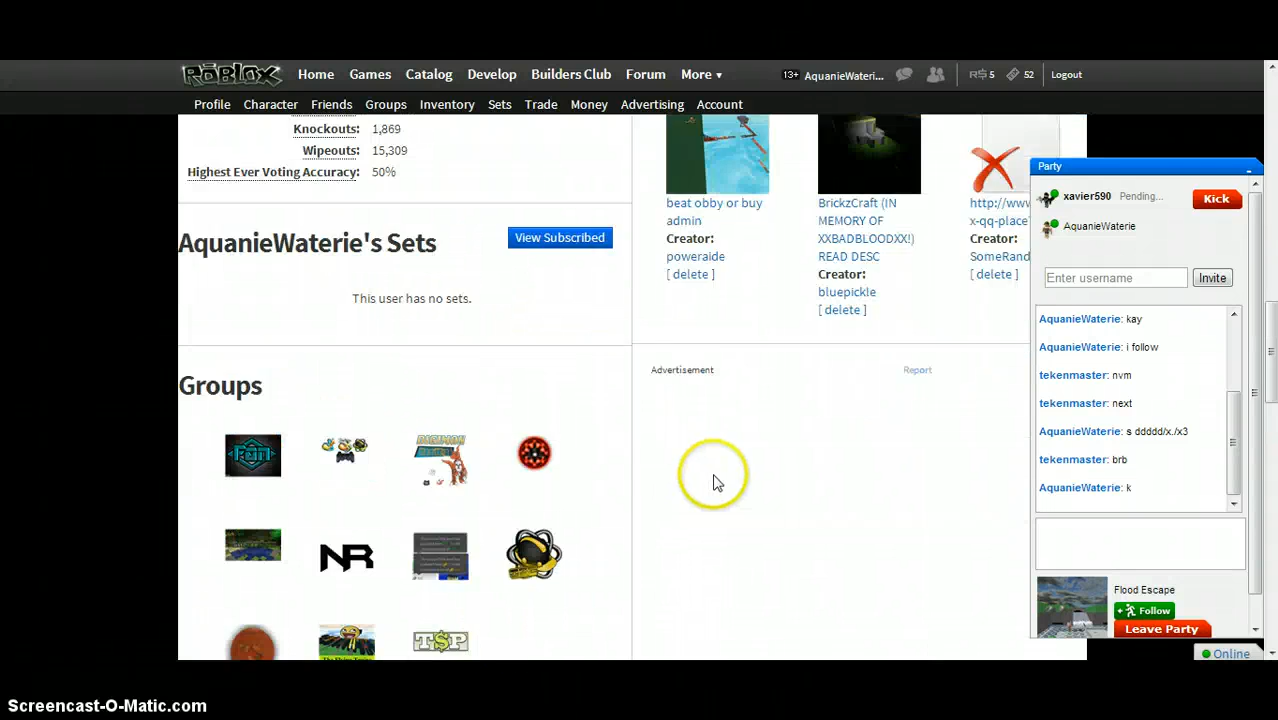 ROBLOX Home Games Catalog Develop Builders Club Forum More 13+ AquanieWateri... R$ 5 52 Logout
Profile Character Friends Groups Inventory Sets Trade Money Advertising Account
Knockouts: 1,869
Wipeouts: 15,309
Highest Ever Voting Accuracy: 50%
AquanieWaterie's Sets
View Subscribed
This user has no sets.
Groups
NR
T$P
beat obby or buy
admin
Creator:
poweraide
[ delete ]
BrickzCraft (IN
MEMORY OF
XXBADBLOODXX!)
READ DESC
Creator:
bluepickle
[ delete ]
http://www
x-qq-place
Creator:
SomeRand
[ delete ]
Advertisement
Report
Party
xavier590 Pending... Kick
AquanieWaterie
Enter username Invite
AquanieWaterie: kay
AquanieWaterie: i follow
tekenmaster: nvm
tekenmaster: next
AquanieWaterie: s ddddd/x./x3
tekenmaster: brb
AquanieWaterie: k
Flood Escape
Follow
Leave Party
Online
Screencast-O-Matic.com